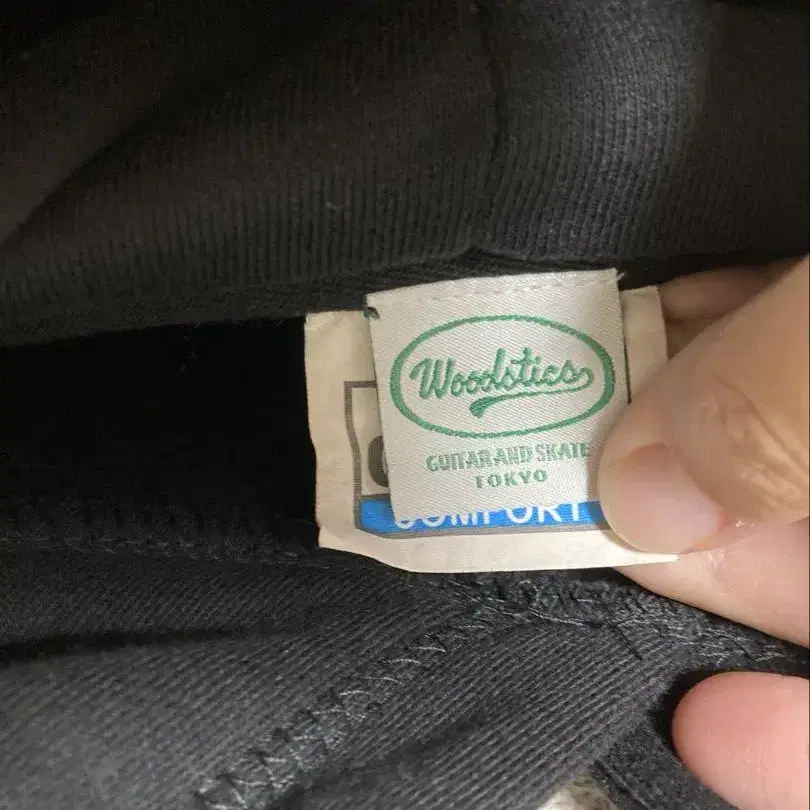 Woodstics
GUITAR AND SKATE
TOKYO
COMFORT